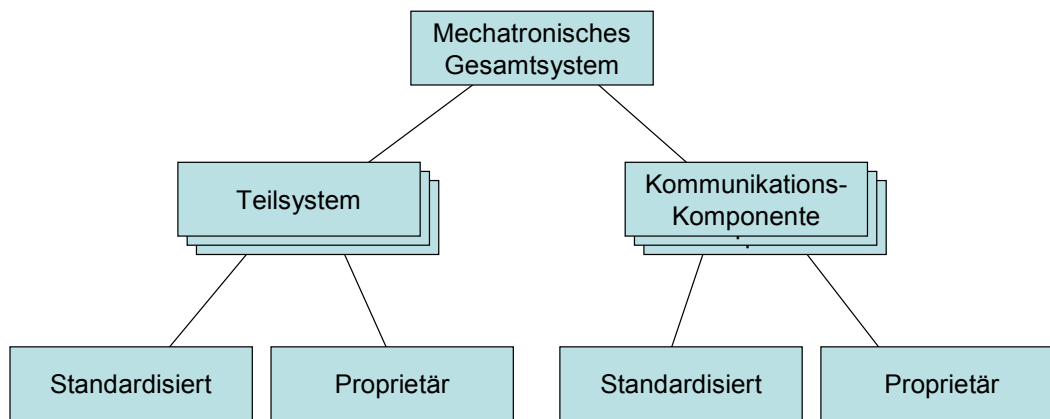 Mechatronisches
Gesamtsystem
Teilsystem
Kommunikations-
Komponente
Standardisiert
Proprietär
Standardisiert
Proprietär